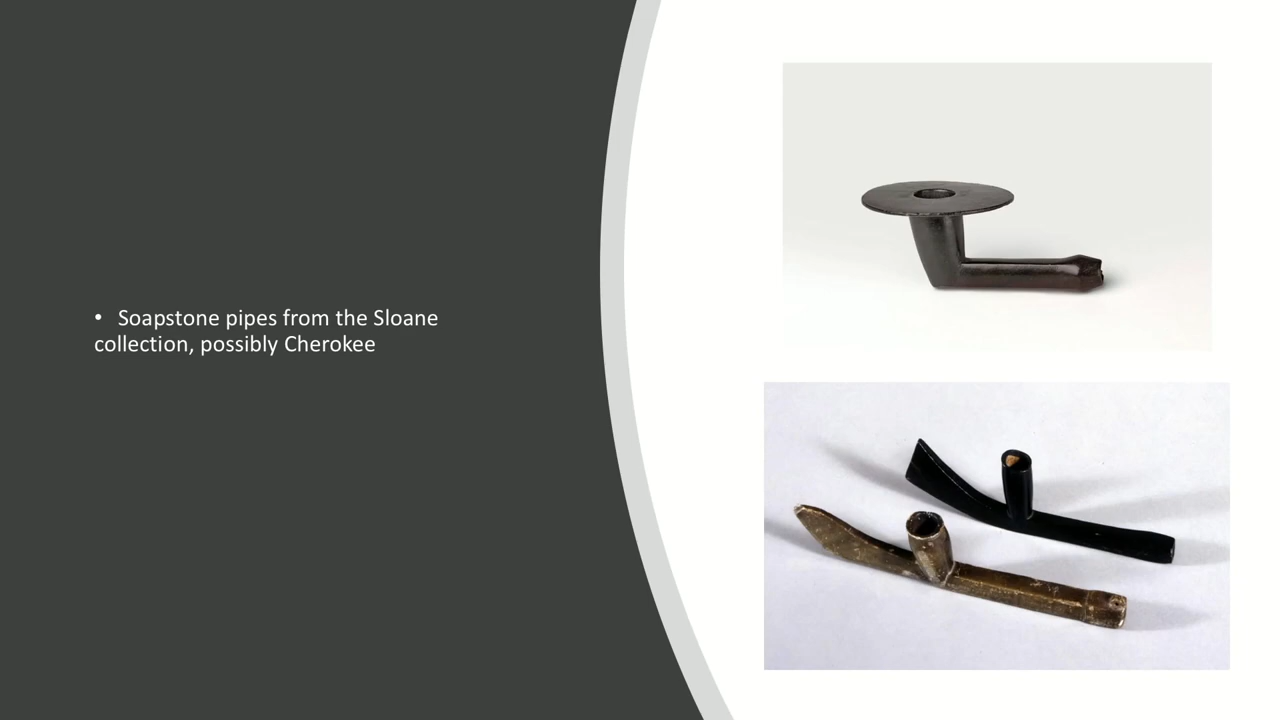 • Soapstone pipes from the Sloane
collection, possibly Cherokee